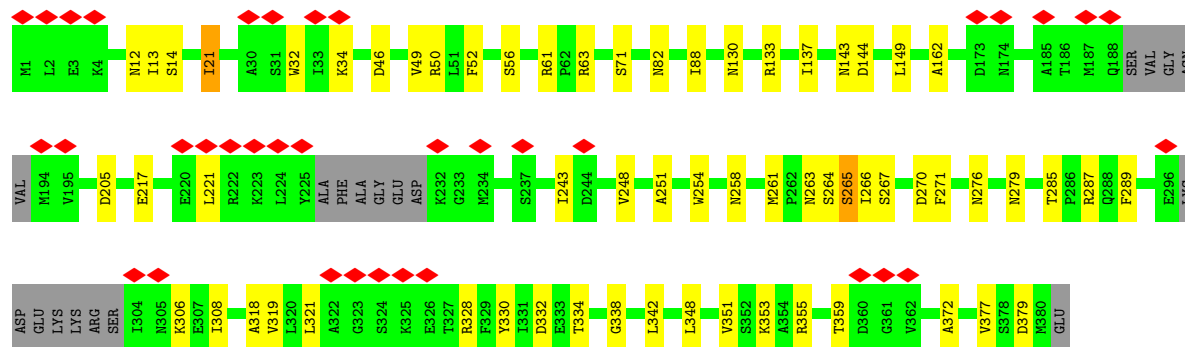 M1 L2 E3 K4 N12 I13 S14 I21 A30 S31 W32 I33 K34 D46 V49 R50 L51 F52 S56 R61 P62 R63 S71 N82 I88 N130 R133 I137 N143 D144 L149 A162 D173 N174 A185 T186 M187 Q188 SER VAL GLY
VAL M194 V195 D205 E217 E220 L221 R222 K223 L224 Y225 ALA PHE ALA GLY GLU ASP K232 G233 M234 S237 I243 D244 V248 A251 W254 N258 M261 P262 N263 S264 S265 I266 S267 D270 F271 N276 N279 T285 P286 R287 Q288 F289 E296
ASP GLU LYS LYS ARG SER I304 N305 K306 E307 I308 A318 V319 L320 L321 A322 G323 S324 K325 E326 T327 R328 F329 Y330 I331 D332 E333 T334 G338 L342 L348 V351 S352 K353 A354 R355 T359 D360 G361 V362 A372 V377 S378 D379 M380 GLU